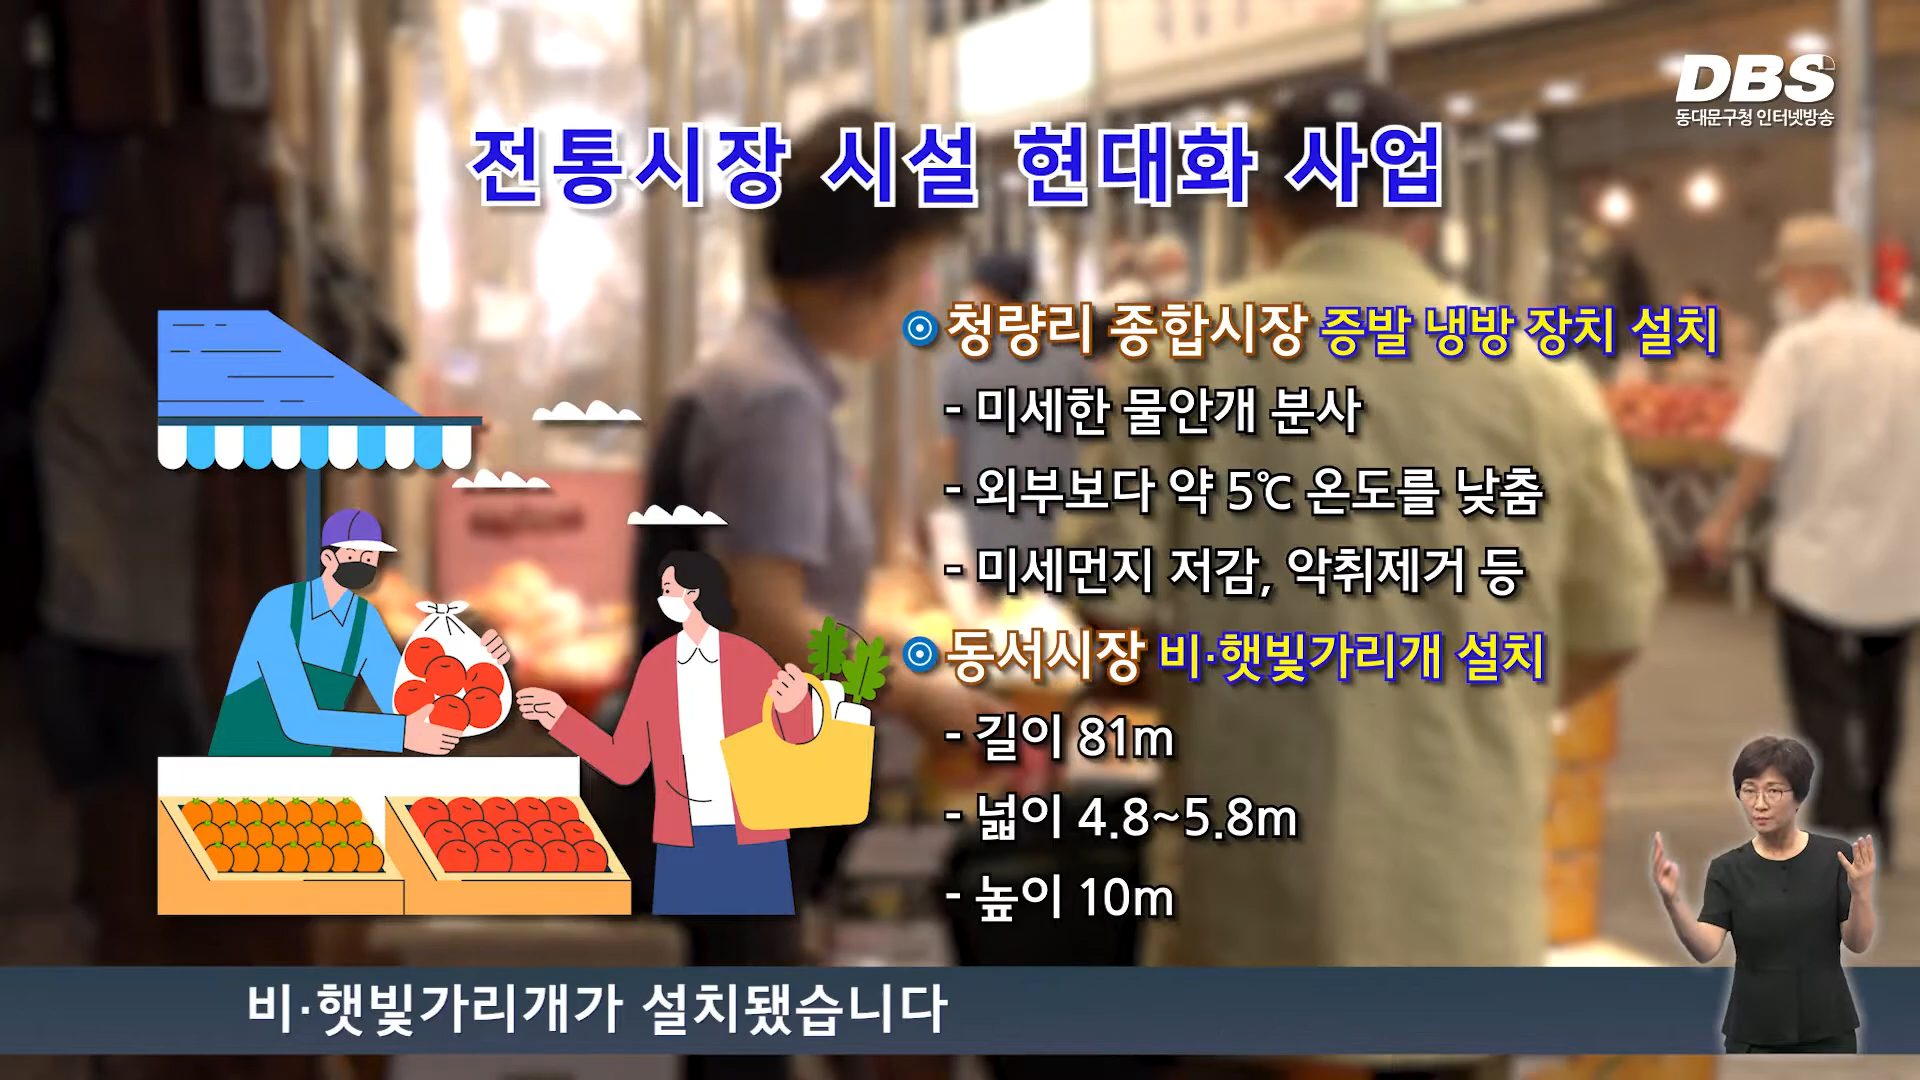 DBS
동대문구청 인터넷방송
전통시장 시설 현대화 사업
청량리 종합시장 증발 냉방 장치 설치
- 미세한 물안개 분사
- 외부보다 약 5℃ 온도를 낮춤
- 미세먼지 저감, 악취제거 등
동서시장 비·햇빛가리개 설치
- 길이 81m
- 넓이 4.8~5.8m
- 높이 10m
비·햇빛가리개가 설치됐습니다